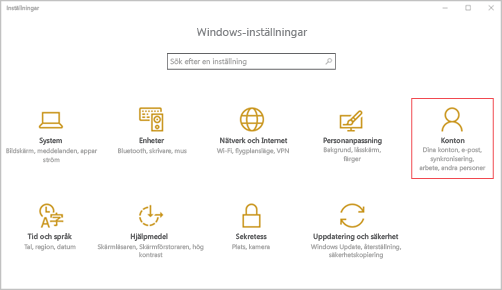 Inställningar
Windows-inställningar
Sök efter en inställning
System
Bildskärm, meddelanden, appar
ström
Enheter
Bluetooth, skrivare, mus
Nätverk och Internet
Wi-Fi, flygplansläge, VPN
Personanpassning
Bakgrund, låsskärm,
färger
Konton
Dina konton, e-post,
synkronisering,
arbete, andra personer
Tid och språk
Tal, region, datum
Hjälpmedel
Skärmläsaren, Skärmförstoraren, hög
kontrast
Sekretess
Plats, kamera
Uppdatering och säkerhet
Windows Update, återställning,
säkerhetskopiering